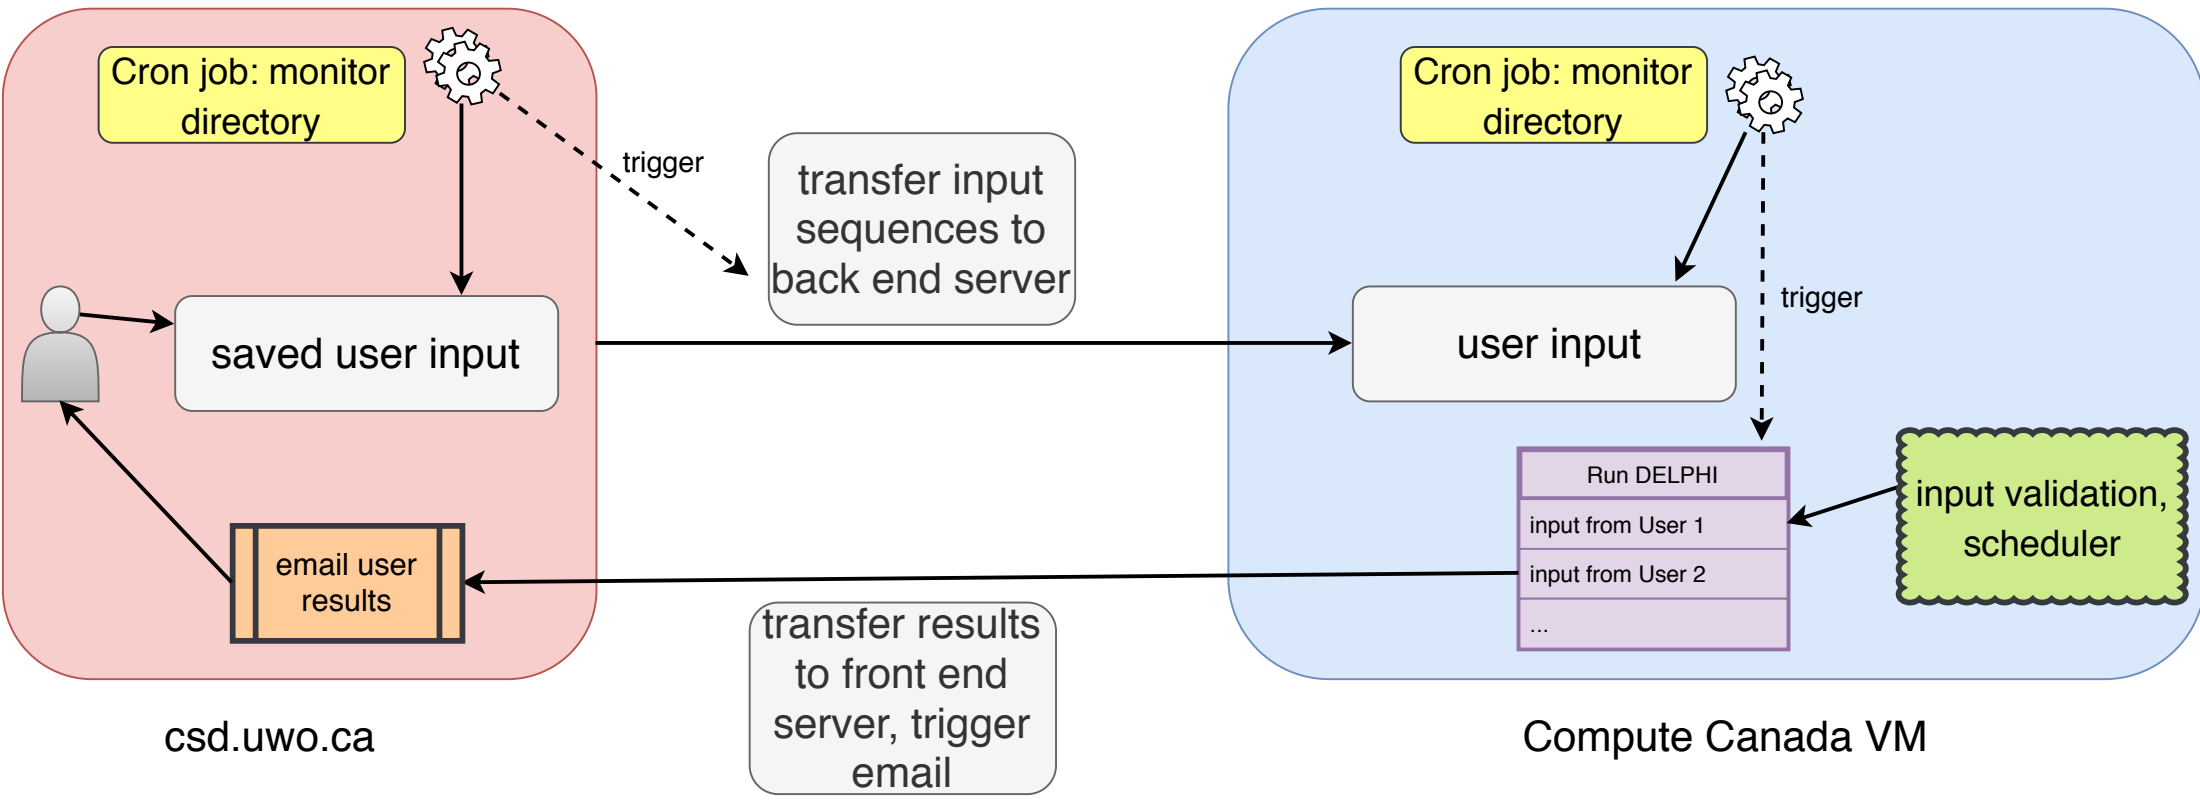 Cron job: monitor
directory
trigger
transfer input
sequences to
back end server
saved user input
email user
results
transfer results
to front end
server, trigger
email
csd.uwo.ca
Cron job: monitor
directory
trigger
user input
Run DELPHI
input from User 1
input from User 2
...
input validation,
scheduler
Compute Canada VM